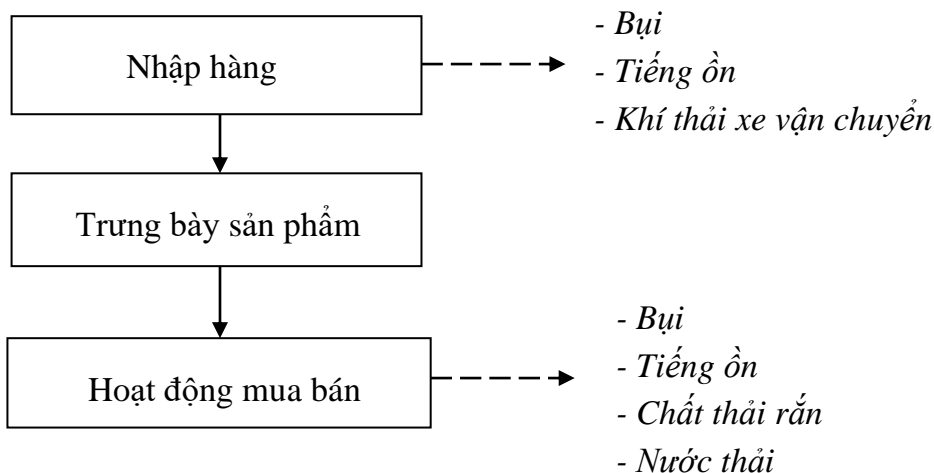 Nhập hàng
- Bụi
- Tiếng ồn
- Khí thải xe vận chuyển
Trưng bày sản phẩm
Hoạt động mua bán
- Bụi
- Tiếng ồn
- Chất thải rắn
- Nước thải